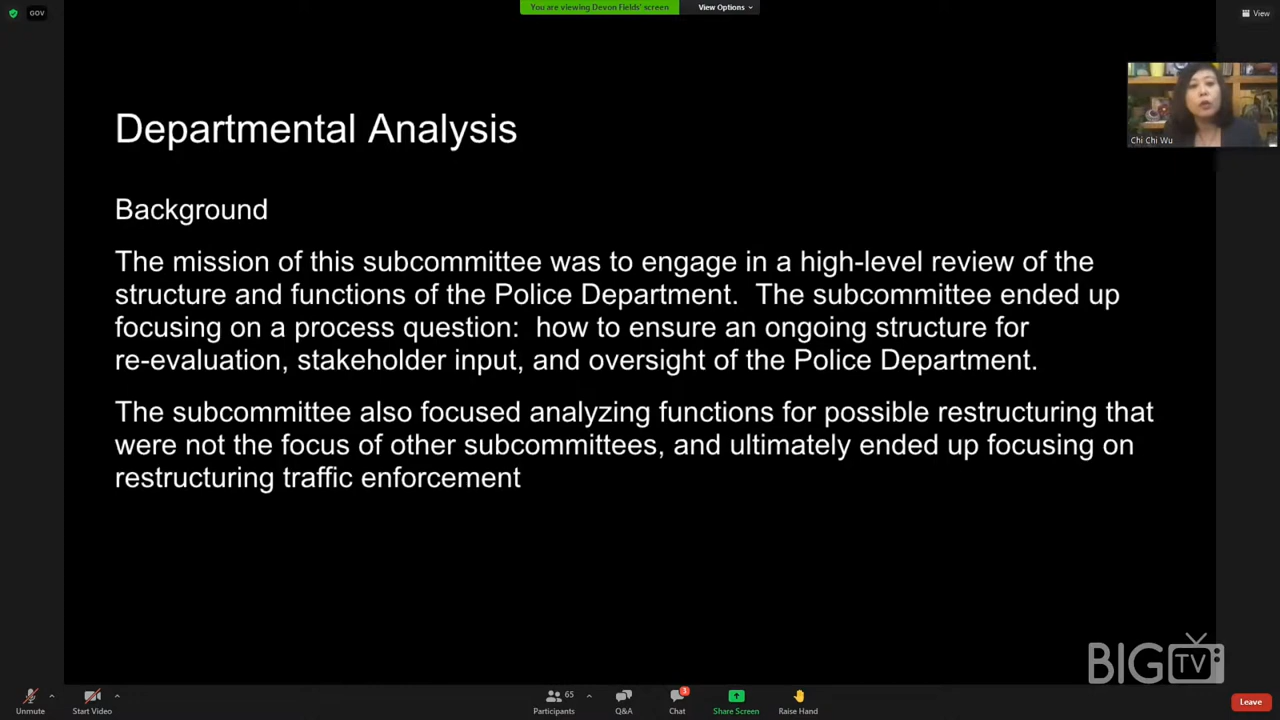 GOV
You are viewing Devon Fields' screen
View Options
View
Chi Chi Wu
Departmental Analysis
Background
The mission of this subcommittee was to engage in a high-level review of the
structure and functions of the Police Department.  The subcommittee ended up
focusing on a process question:  how to ensure an ongoing structure for
re-evaluation, stakeholder input, and oversight of the Police Department.
The subcommittee also focused analyzing functions for possible restructuring that
were not the focus of other subcommittees, and ultimately ended up focusing on
restructuring traffic enforcement
BIG TV
Unmute
Start Video
65
Participants
Q&A
3
Chat
Share Screen
Raise Hand
Leave